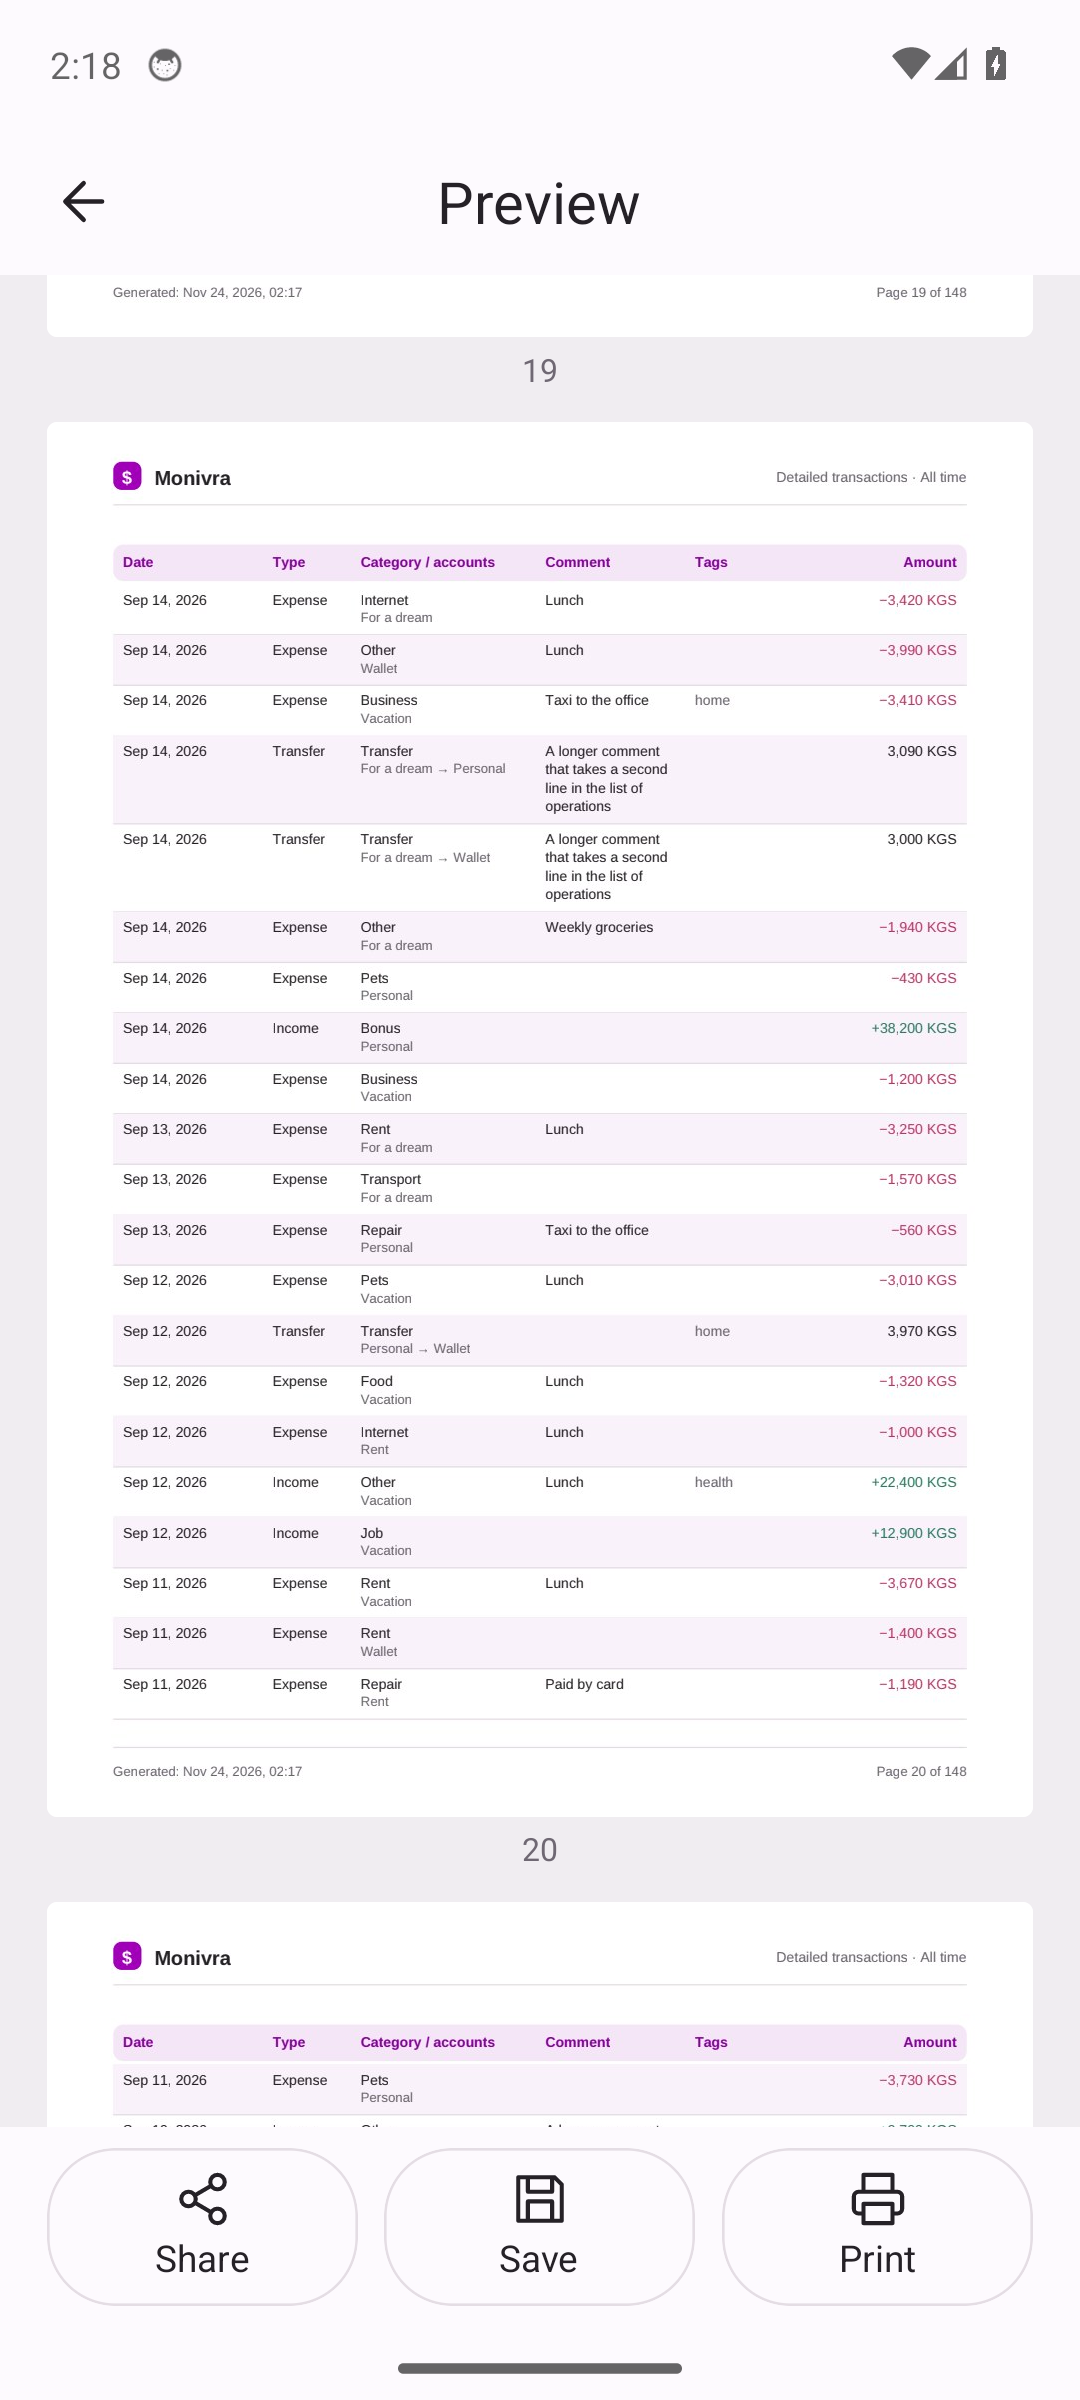 2:18
Preview
Generated: Nov 24, 2026, 02:17 Page 19 of 148
19
$ Monivra Detailed transactions · All time
Date Type Category / accounts Comment Tags Amount
Sep 14, 2026 Expense Internet Lunch −3,420 KGS
For a dream
Sep 14, 2026 Expense Other Lunch −3,990 KGS
Wallet
Sep 14, 2026 Expense Business Taxi to the office home −3,410 KGS
Vacation
Sep 14, 2026 Transfer Transfer A longer comment 3,090 KGS
For a dream → Personal that takes a second
line in the list of
operations
Sep 14, 2026 Transfer Transfer A longer comment 3,000 KGS
For a dream → Wallet that takes a second
line in the list of
operations
Sep 14, 2026 Expense Other Weekly groceries −1,940 KGS
For a dream
Sep 14, 2026 Expense Pets −430 KGS
Personal
Sep 14, 2026 Income Bonus +38,200 KGS
Personal
Sep 14, 2026 Expense Business −1,200 KGS
Vacation
Sep 13, 2026 Expense Rent Lunch −3,250 KGS
For a dream
Sep 13, 2026 Expense Transport −1,570 KGS
For a dream
Sep 13, 2026 Expense Repair Taxi to the office −560 KGS
Personal
Sep 12, 2026 Expense Pets Lunch −3,010 KGS
Vacation
Sep 12, 2026 Transfer Transfer home 3,970 KGS
Personal → Wallet
Sep 12, 2026 Expense Food Lunch −1,320 KGS
Vacation
Sep 12, 2026 Expense Internet Lunch −1,000 KGS
Rent
Sep 12, 2026 Income Other Lunch health +22,400 KGS
Vacation
Sep 12, 2026 Income Job +12,900 KGS
Vacation
Sep 11, 2026 Expense Rent Lunch −3,670 KGS
Vacation
Sep 11, 2026 Expense Rent −1,400 KGS
Wallet
Sep 11, 2026 Expense Repair Paid by card −1,190 KGS
Rent
Generated: Nov 24, 2026, 02:17 Page 20 of 148
20
$ Monivra Detailed transactions · All time
Date Type Category / accounts Comment Tags Amount
Sep 11, 2026 Expense Pets −3,730 KGS
Personal
Share Save Print